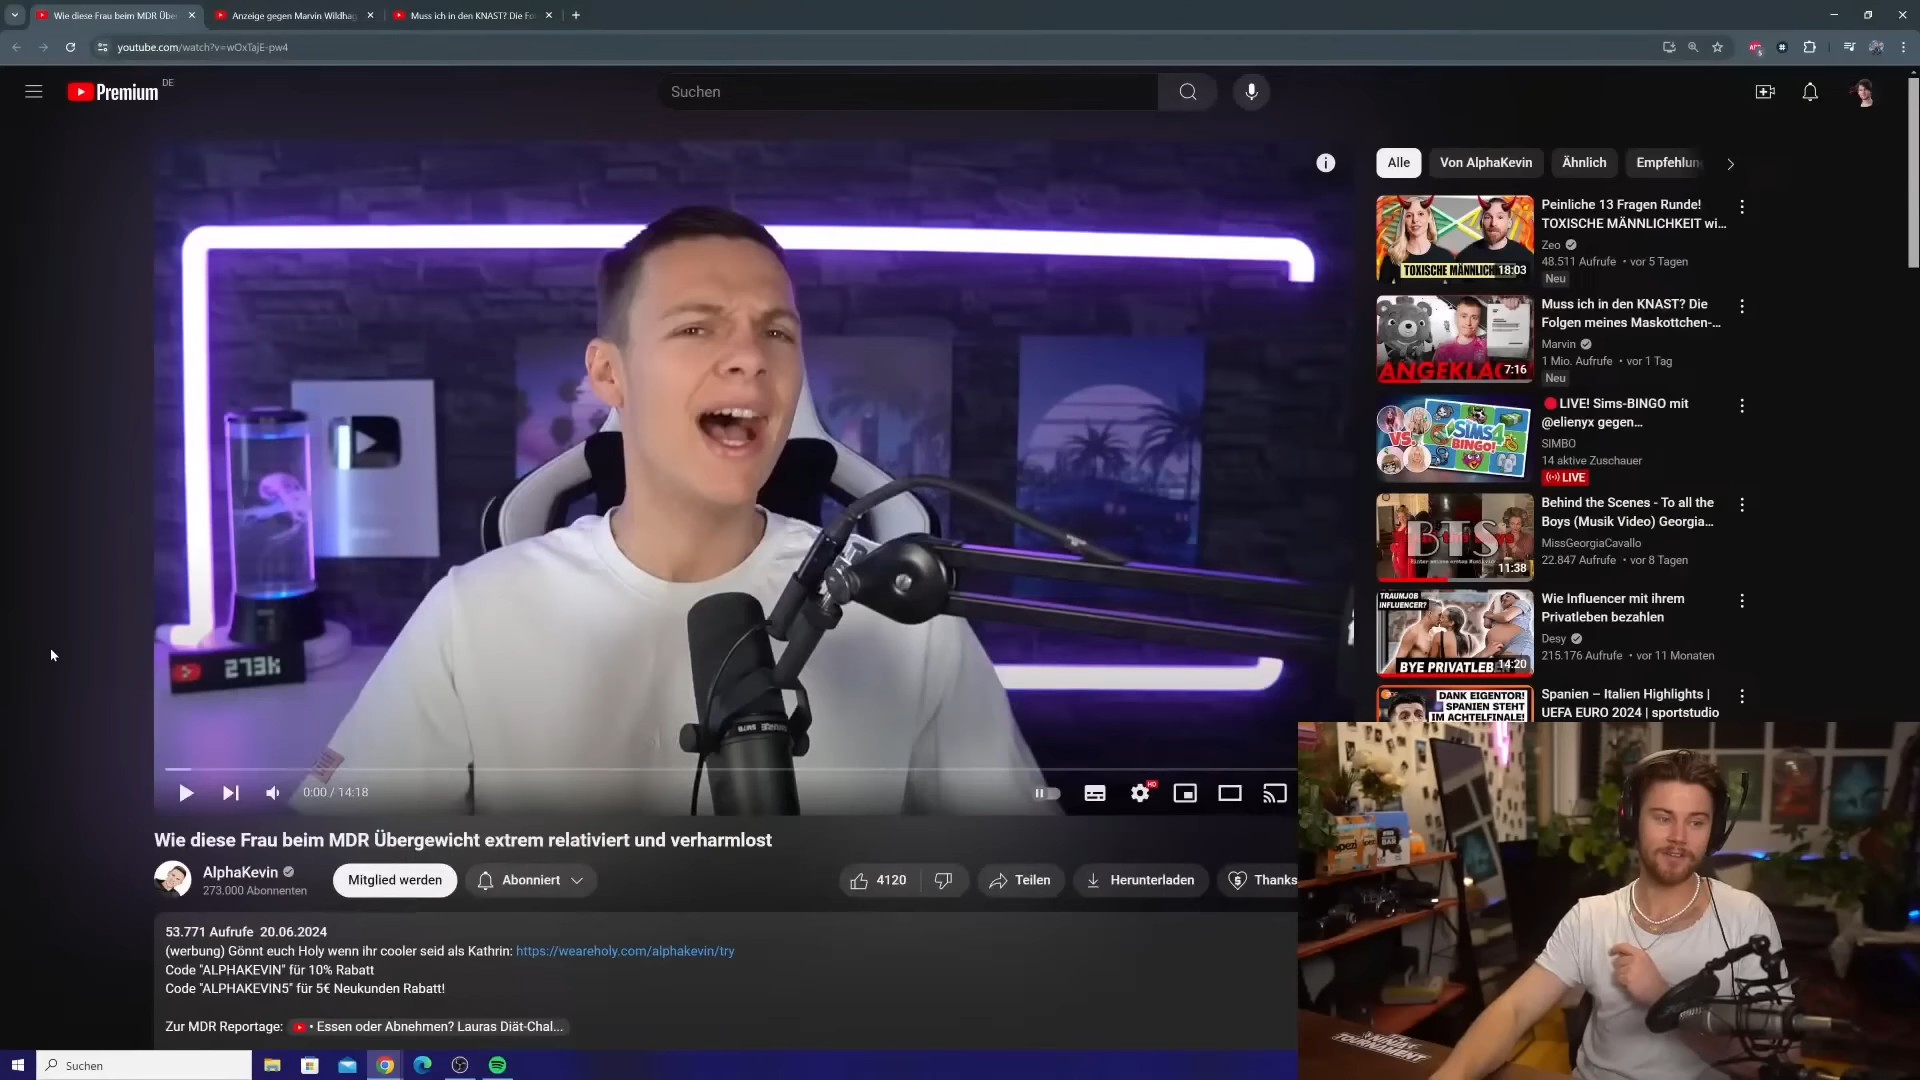 Wie diese Frau beim MDR Über
Anzeige gegen Marvin Wildhag
Muss ich in den KNAST? Die Fo
youtube.com/watch?v=wOxTajE-pw4
Premium
DE
Suchen
Alle
Von AlphaKevin
Ähnlich
Empfehlun
Peinliche 13 Fragen Runde!
TOXISCHE MÄNNLICHKEIT wi...
Zeo
48.511 Aufrufe • vor 5 Tagen
Neu
TOXISCHE MÄNNLICH
18:03
Muss ich in den KNAST? Die
Folgen meines Maskottchen-...
Marvin
1 Mio. Aufrufe • vor 1 Tag
Neu
ANGEKLA
7:16
LIVE! Sims-BINGO mit
@elienyx gegen...
SIMBO
14 aktive Zuschauer
LIVE
VS.
SIMS4
BINGO!
Behind the Scenes - To all the
Boys (Musik Video) Georgia...
MissGeorgiaCavallo
22.847 Aufrufe • vor 8 Tagen
BTS
11:38
Wie Influencer mit ihrem
Privatleben bezahlen
Desy
215.176 Aufrufe • vor 11 Monaten
TRAUMJOB
INFLUENCER?
BYE PRIVATLEB
14:20
Spanien – Italien Highlights |
UEFA EURO 2024 | sportstudio
DANK EIGENTOR!
SPANIEN STEHT
IM ACHTELFINALE!
273k
0:00 / 14:18
HD
Wie diese Frau beim MDR Übergewicht extrem relativiert und verharmlost
AlphaKevin
273.000 Abonnenten
Mitglied werden
Abonniert
4120
Teilen
Herunterladen
Thanks
53.771 Aufrufe 20.06.2024
(werbung) Gönnt euch Holy wenn ihr cooler seid als Kathrin: https://weareholy.com/alphakevin/try
Code "ALPHAKEVIN" für 10% Rabatt
Code "ALPHAKEVIN5" für 5€ Neukunden Rabatt!
Zur MDR Reportage: • Essen oder Abnehmen? Lauras Diät-Chal...
Suchen